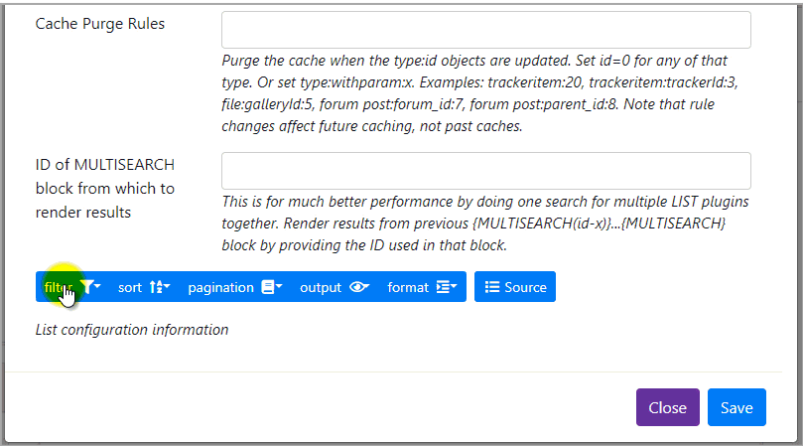 Cache Purge Rules
Purge the cache when the type:id objects are updated. Set id=0 for any of that
type. Or set type:withparam:x. Examples: trackeritem:20, trackeritem:trackerId:3,
file:galleryId:5, forum post:forum_id:7, forum post:parent_id:8. Note that rule
changes affect future caching, not past caches.
ID of MULTISEARCH
block from which to
render results
This is for much better performance by doing one search for multiple LIST plugins
together. Render results from previous {MULTISEARCH(id-x)}...{MULTISEARCH}
block by providing the ID used in that block.
filter sort pagination output format Source
List configuration information
Close Save